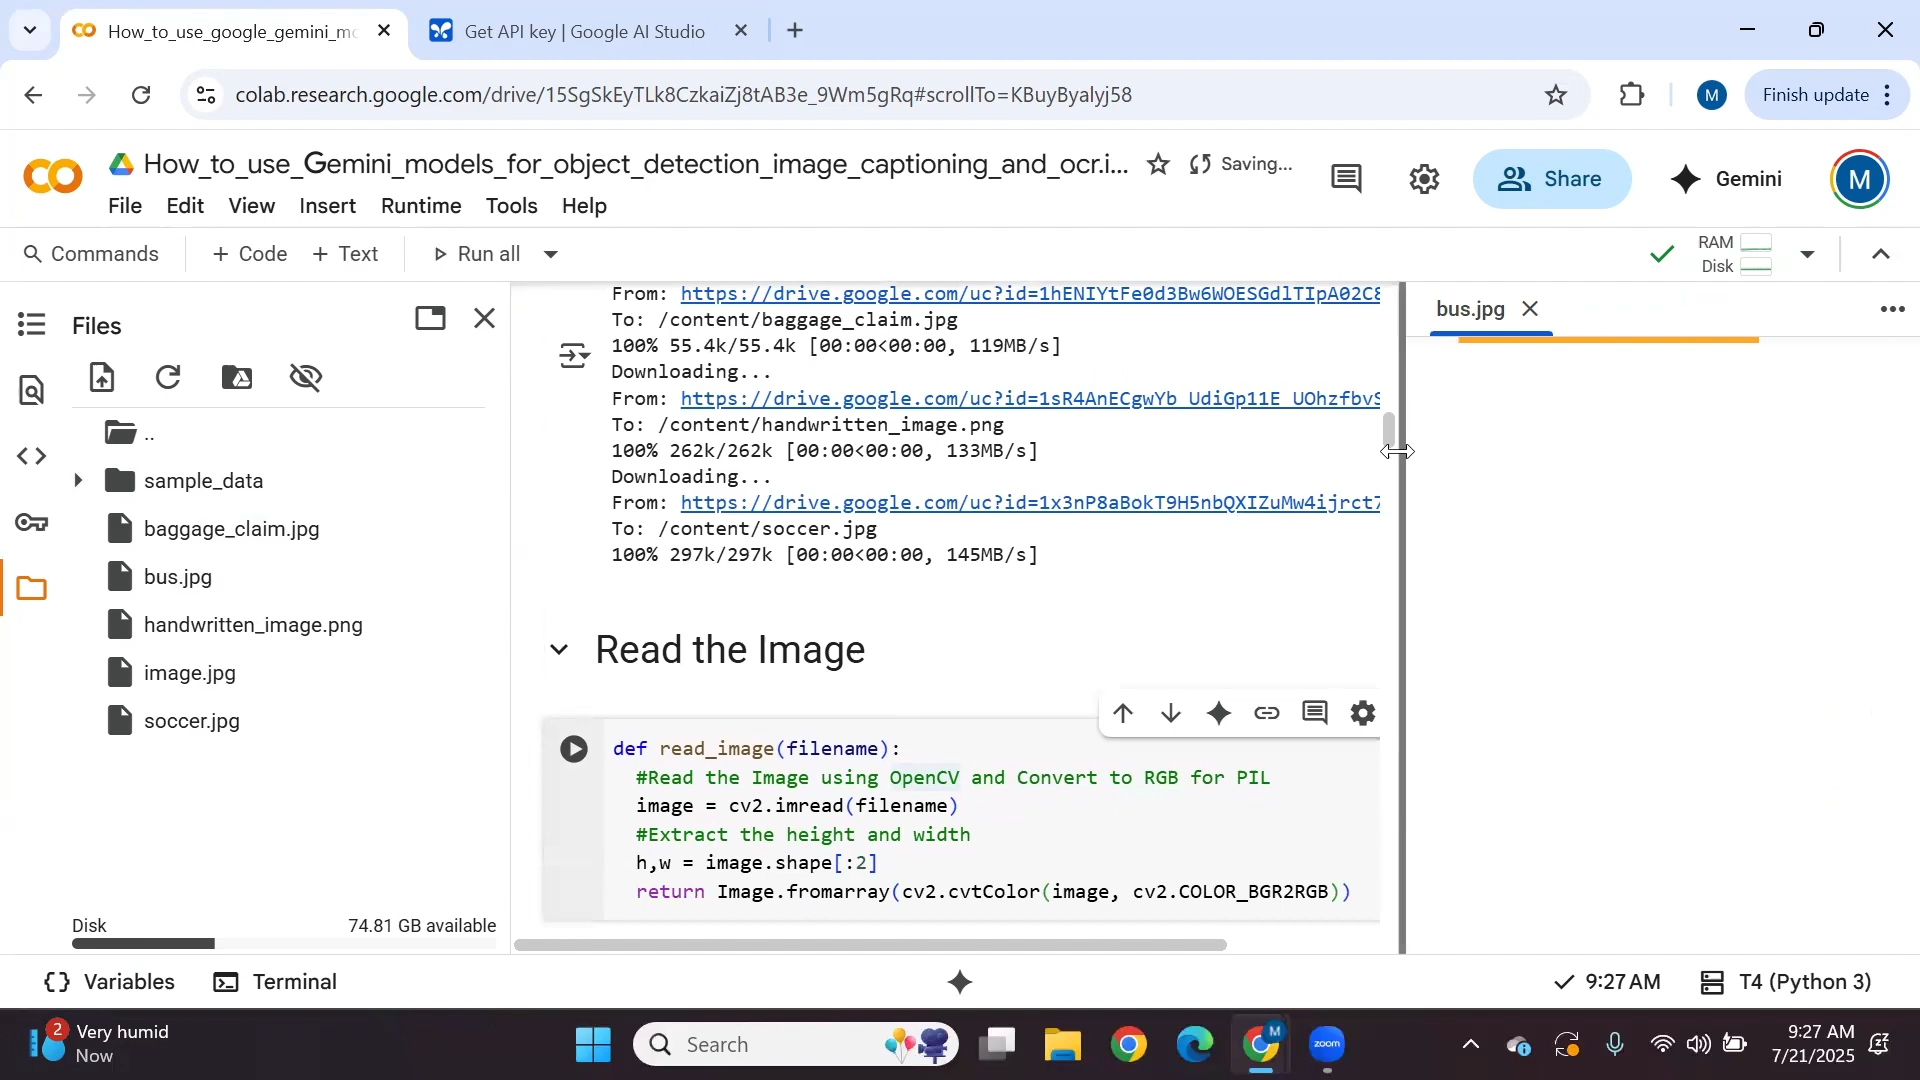 How_to_use_google_gemini_mo
Get API key | Google AI Studio
colab.research.google.com/drive/15SgSkEyTLk8CzkaiZj8tAB3e_9Wm5gRq#scrollTo=KBuyByalyj58
M
Finish update
How_to_use_Gemini_models_for_object_detection_image_captioning_and_ocr.i...
Saving...
Share
Gemini
M
File Edit View Insert Runtime Tools Help
Commands
+ Code
+ Text
Run all
RAM
Disk
Files
..
sample_data
baggage_claim.jpg
bus.jpg
handwritten_image.png
image.jpg
soccer.jpg
Disk
74.81 GB available
From: https://drive.google.com/uc?id=1hENIYtFe0d3Bw6WOESGdlTIpA02C8
To: /content/baggage_claim.jpg
100% 55.4k/55.4k [00:00<00:00, 119MB/s]
Downloading...
From: https://drive.google.com/uc?id=1sR4AnECgwYb_UdiGp11E_UOhzfbvS
To: /content/handwritten_image.png
100% 262k/262k [00:00<00:00, 133MB/s]
Downloading...
From: https://drive.google.com/uc?id=1x3nP8aBokT9H5nbQXIZuMw4ijrct7
To: /content/soccer.jpg
100% 297k/297k [00:00<00:00, 145MB/s]
Read the Image
def read_image(filename):
#Read the Image using OpenCV and Convert to RGB for PIL
image = cv2.imread(filename)
#Extract the height and width
h,w = image.shape[:2]
return Image.fromarray(cv2.cvtColor(image, cv2.COLOR_BGR2RGB))
bus.jpg
Variables
Terminal
9:27 AM
T4 (Python 3)
2
Very humid
Now
Search
M
zoom
9:27 AM
7/21/2025